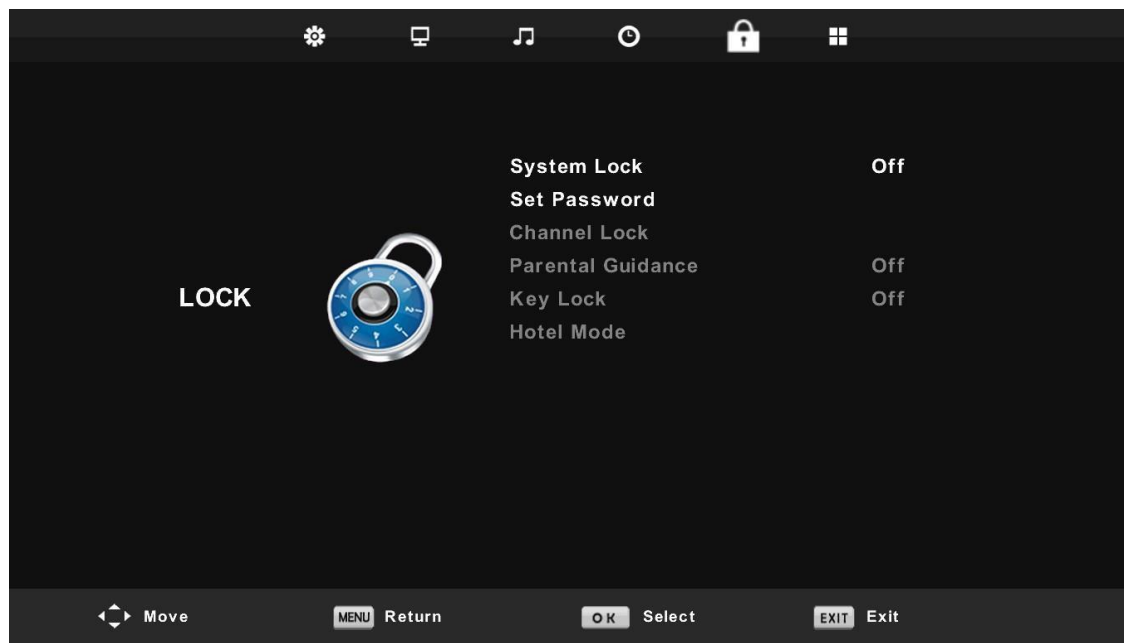 System Lock Off
Set Password
Channel Lock
Parental Guidance Off
LOCK
Key Lock Off
Hotel Mode
Move MENU Return OK Select EXIT Exit